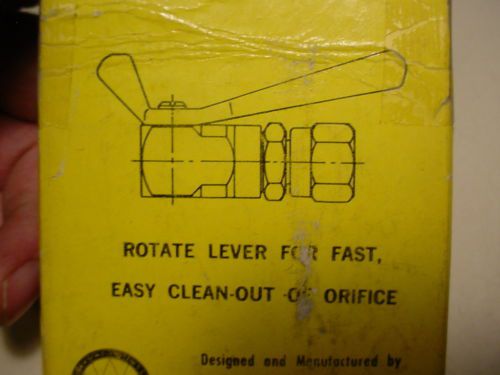 ROTATE LEVER FOR FAST,
EASY CLEAN-OUT OF ORIFICE
Designed and Manufactured by